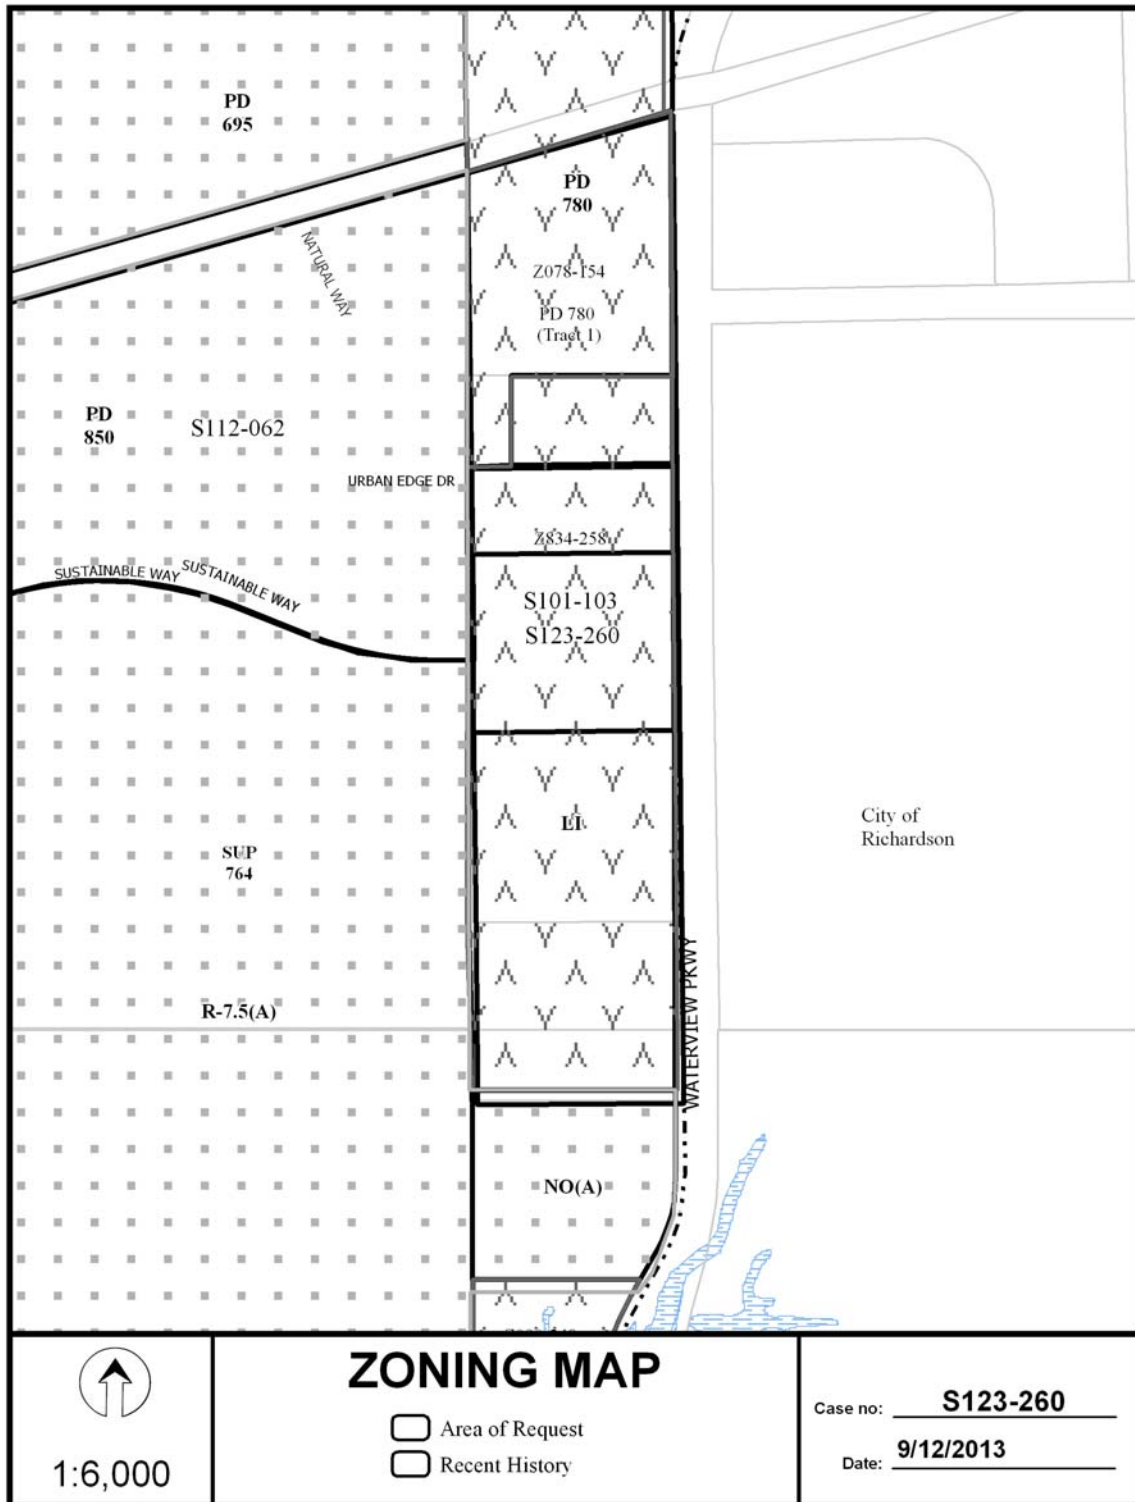 PD
695
PD
780
NATURAL WAY
Z078-154
PD 780
(Tract 1)
PD
850
S112-062
URBAN EDGE DR
Z834-258
SUSTAINABLE WAY
SUSTAINABLE WAY
S101-103
S123-260
LI
City of
Richardson
SUP
764
WATERVIEW PKWY
R-7.5(A)
NO(A)
ZONING MAP
Area of Request
Recent History
1:6,000
Case no: S123-260
Date: 9/12/2013